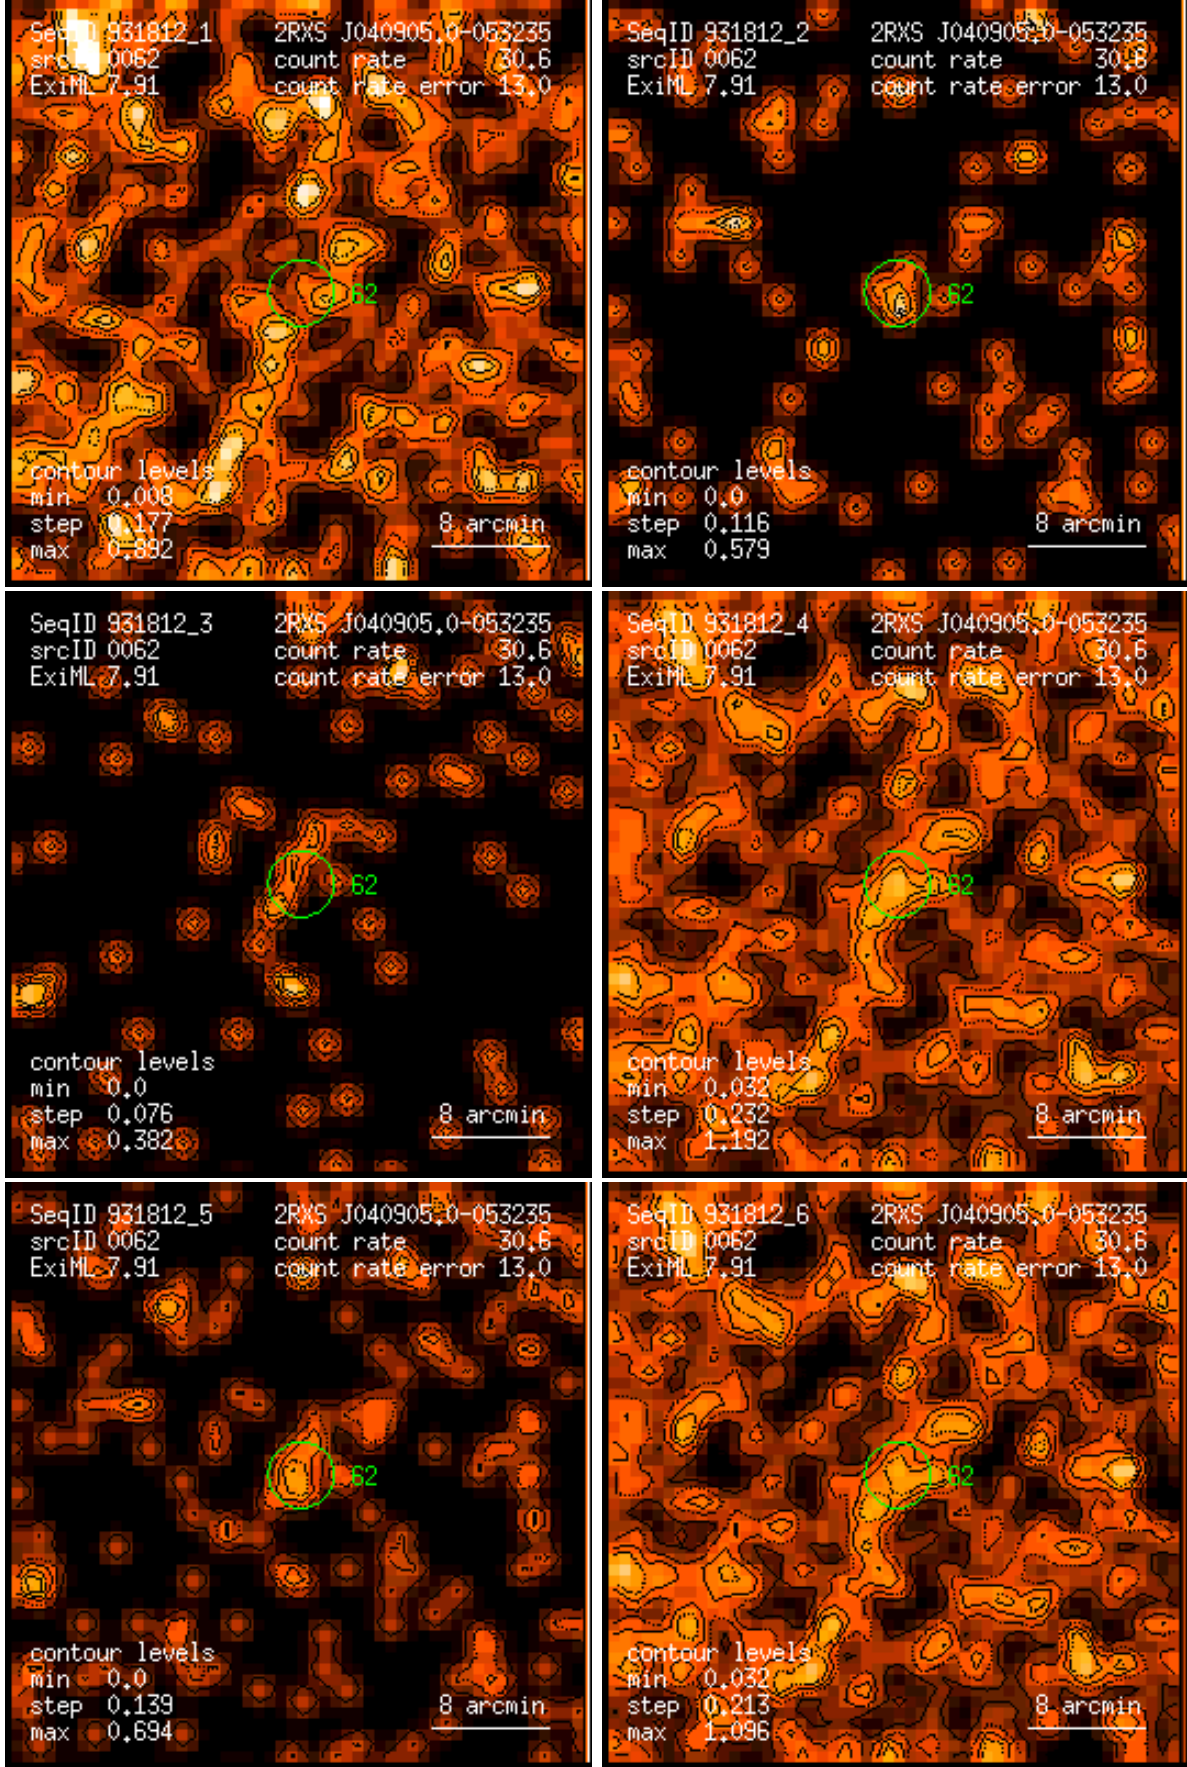 SeqID 931812_1 2RXS J040905.0-053235
srcID 0062 count rate 30.6
ExiML 7.91 count rate error 13.0
62
contour levels
min 0.008
step 0.177
max 0.892
8 arcmin
SeqID 931812_2 2RXS J040905.0-053235
srcID 0062 count rate 30.6
ExiML 7.91 count rate error 13.0
62
contour levels
min 0.0
step 0.116
max 0.579
8 arcmin
SeqID 931812_3 2RXS J040905.0-053235
srcID 0062 count rate 30.6
ExiML 7.91 count rate error 13.0
62
contour levels
min 0.0
step 0.076
max 0.382
8 arcmin
SeqID 931812_4 2RXS J040905.0-053235
srcID 0062 count rate 30.6
ExiML 7.91 count rate error 13.0
62
contour levels
min 0.032
step 0.232
max 1.192
8 arcmin
SeqID 931812_5 2RXS J040905.0-053235
srcID 0062 count rate 30.6
ExiML 7.91 count rate error 13.0
62
contour levels
min 0.0
step 0.139
max 0.694
8 arcmin
SeqID 931812_6 2RXS J040905.0-053235
srcID 0062 count rate 30.6
ExiML 7.91 count rate error 13.0
62
contour levels
min 0.032
step 0.213
max 1.096
8 arcmin